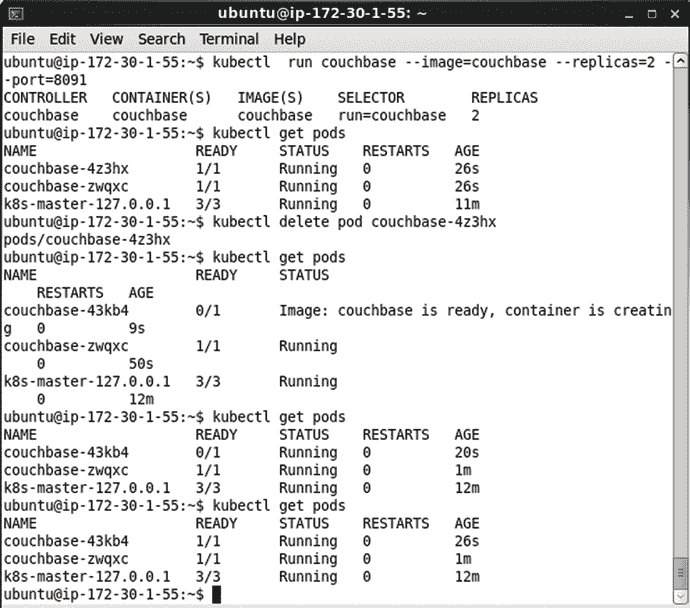 ubuntu@ip-172-30-1-55: ~
File Edit View Search Terminal Help
ubuntu@ip-172-30-1-55:~$ kubectl  run couchbase --image=couchbase --replicas=2 -
-port=8091
CONTROLLER   CONTAINER(S)   IMAGE(S)    SELECTOR        REPLICAS
couchbase    couchbase      couchbase   run=couchbase   2
ubuntu@ip-172-30-1-55:~$ kubectl get pods
NAME                   READY     STATUS    RESTARTS   AGE
couchbase-4z3hx        1/1       Running   0          26s
couchbase-zwqxc        1/1       Running   0          26s
k8s-master-127.0.0.1   3/3       Running   0          11m
ubuntu@ip-172-30-1-55:~$ kubectl delete pod couchbase-4z3hx
pods/couchbase-4z3hx
ubuntu@ip-172-30-1-55:~$ kubectl get pods
NAME                   READY     STATUS
    RESTARTS   AGE
couchbase-43kb4        0/1       Image: couchbase is ready, container is creatin
g   0          9s
couchbase-zwqxc        1/1       Running
    0          50s
k8s-master-127.0.0.1   3/3       Running
    0          12m
ubuntu@ip-172-30-1-55:~$ kubectl get pods
NAME                   READY     STATUS    RESTARTS   AGE
couchbase-43kb4        0/1       Running   0          20s
couchbase-zwqxc        1/1       Running   0          1m
k8s-master-127.0.0.1   3/3       Running   0          12m
ubuntu@ip-172-30-1-55:~$ kubectl get pods
NAME                   READY     STATUS    RESTARTS   AGE
couchbase-43kb4        1/1       Running   0          26s
couchbase-zwqxc        1/1       Running   0          1m
k8s-master-127.0.0.1   3/3       Running   0          12m
ubuntu@ip-172-30-1-55:~$